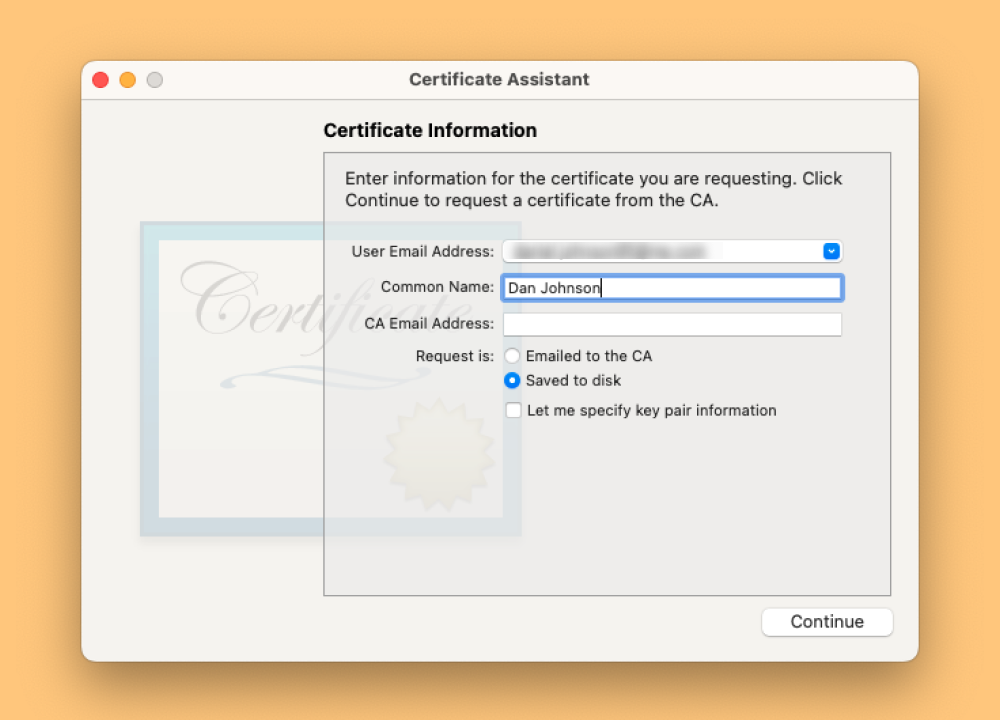 Certificate Assistant
Certificate Information
Enter information for the certificate you are requesting. Click
Continue to request a certificate from the CA.
User Email Address:
Common Name: Dan Johnson
CA Email Address:
Request is: Emailed to the CA
Saved to disk
Let me specify key pair information
Certificate
Continue